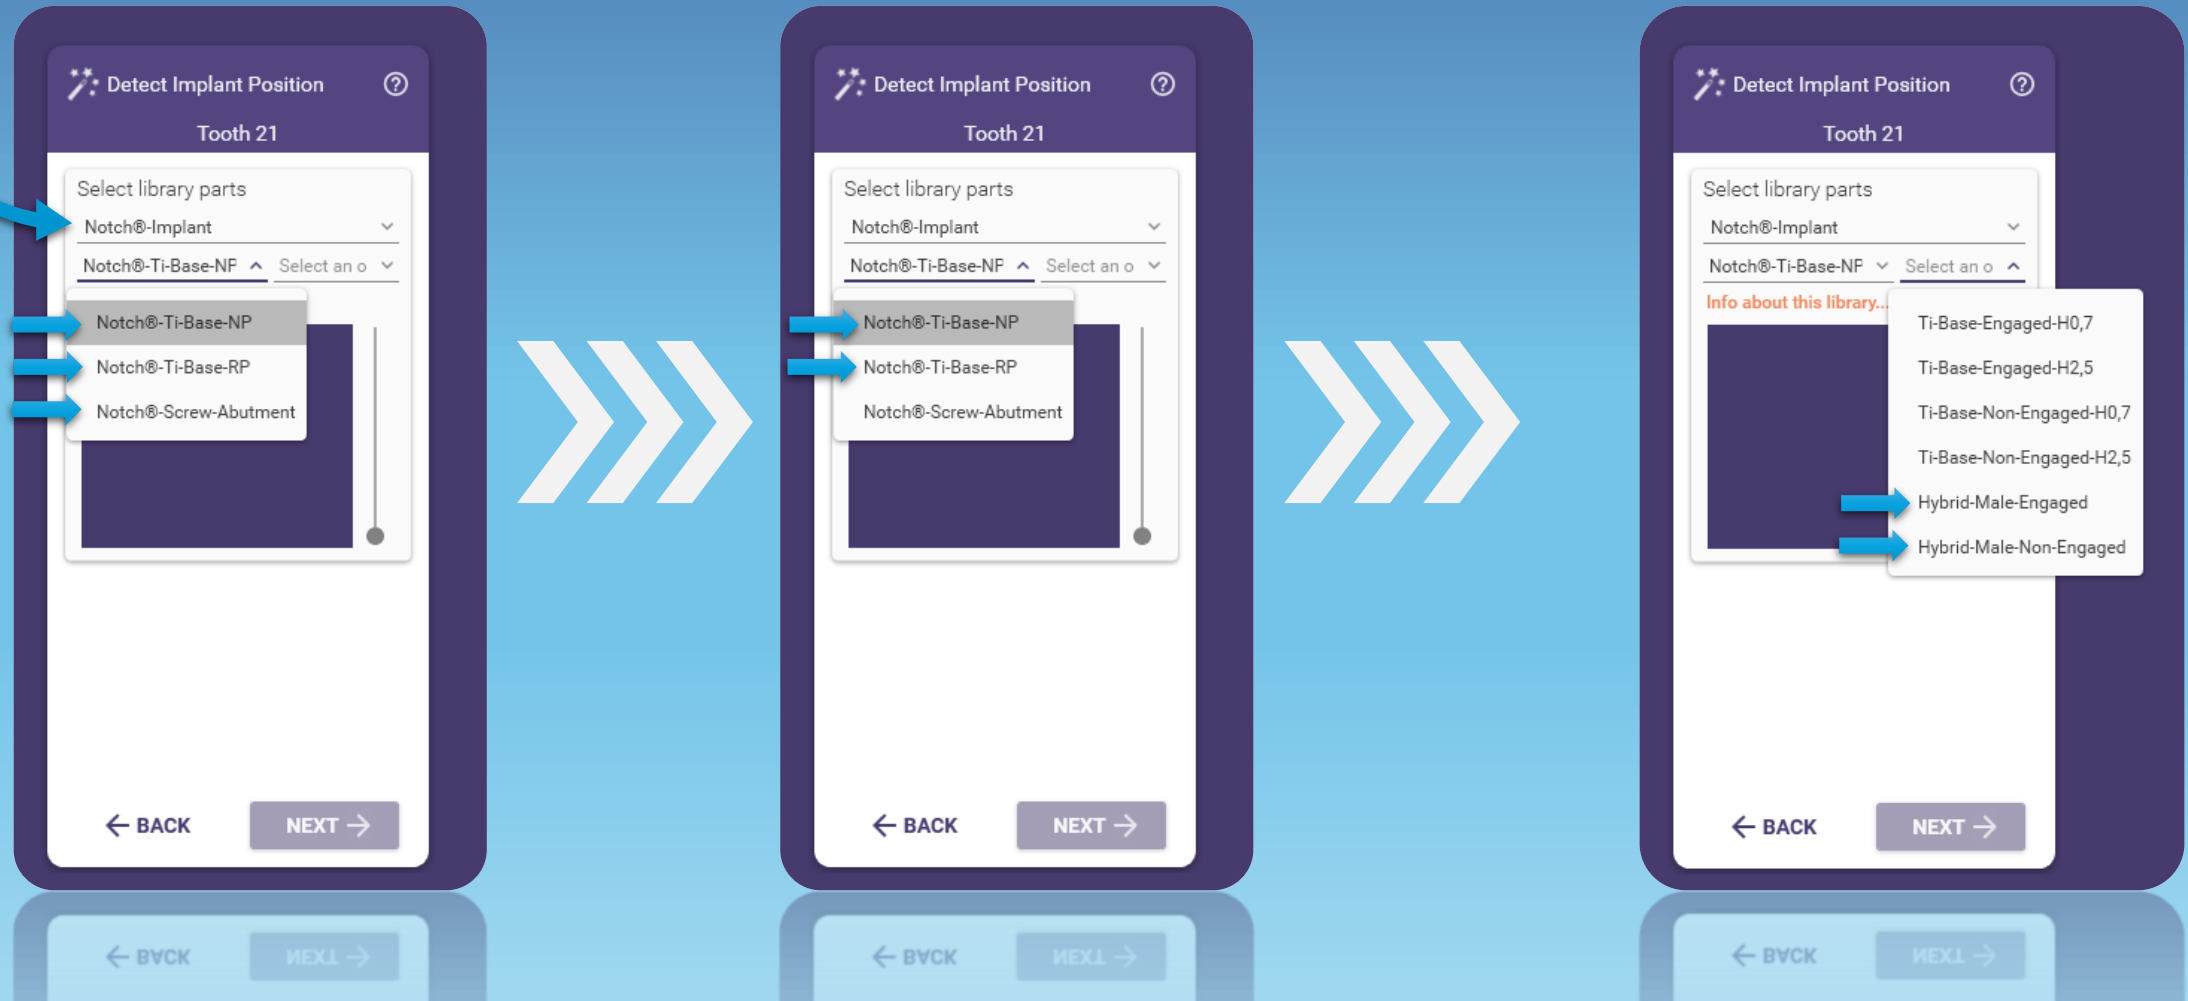 Detect Implant Position
Tooth 21
Select library parts
Notch®-Implant
Notch®-Ti-Base-NP Select an o
Notch®-Ti-Base-NP
Notch®-Ti-Base-RP
Notch®-Screw-Abutment
BACK NEXT
Detect Implant Position
Tooth 21
Select library parts
Notch®-Implant
Notch®-Ti-Base-NP Select an o
Notch®-Ti-Base-NP
Notch®-Ti-Base-RP
Notch®-Screw-Abutment
BACK NEXT
Detect Implant Position
Tooth 21
Select library parts
Notch®-Implant
Notch®-Ti-Base-NP Select an o
Info about this library...
Ti-Base-Engaged-H0,7
Ti-Base-Engaged-H2,5
Ti-Base-Non-Engaged-H0,7
Ti-Base-Non-Engaged-H2,5
Hybrid-Male-Engaged
Hybrid-Male-Non-Engaged
BACK NEXT